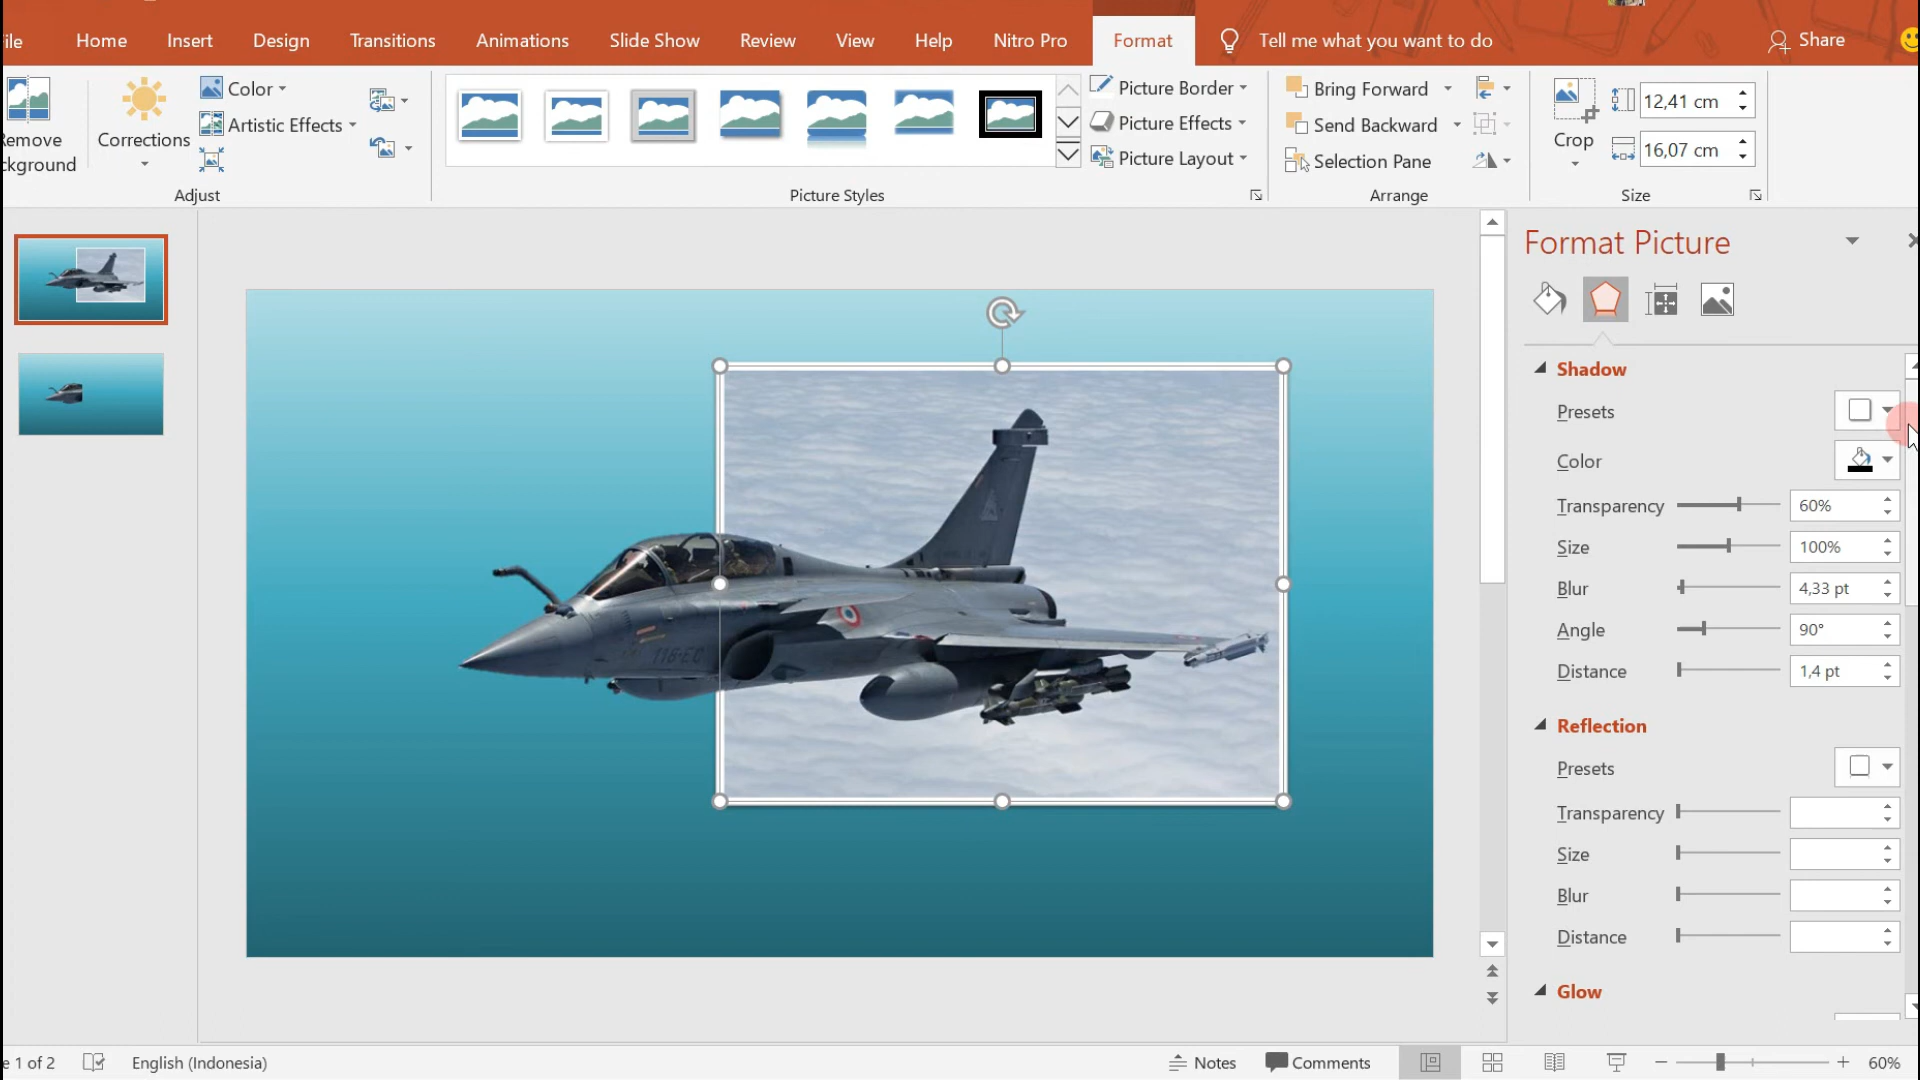 ile Home Insert Design Transitions Animations Slide Show Review View Help Nitro Pro Format Tell me what you want to do Share
Remove
ckground
Corrections
Color
Artistic Effects
Adjust
Picture Styles
Picture Border
Picture Effects
Picture Layout
Bring Forward
Send Backward
Selection Pane
Arrange
Crop
12,41 cm
16,07 cm
Size
Format Picture
Shadow
Presets
Color
Transparency 60%
Size 100%
Blur 4,33 pt
Angle 90°
Distance 1,4 pt
Reflection
Presets
Transparency
Size
Blur
Distance
Glow
118-EC
e 1 of 2 English (Indonesia) Notes Comments 60%